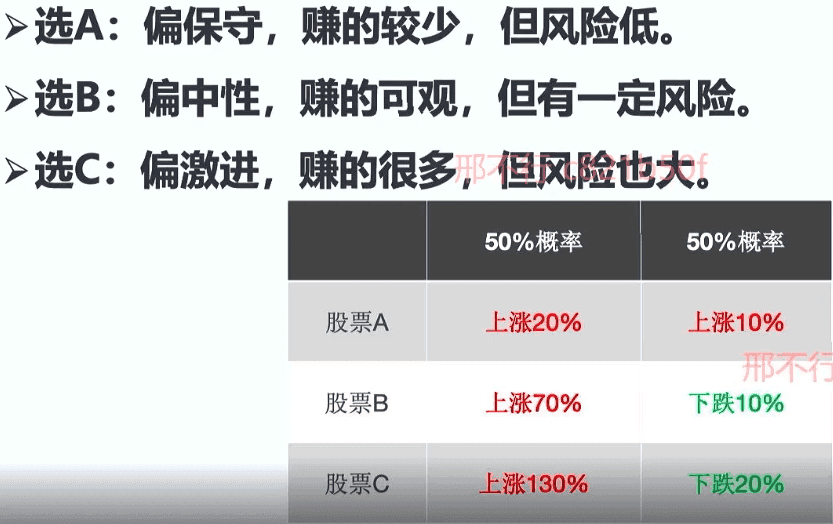 ➢选A：偏保守，赚的较少，但风险低。
➢选B：偏中性，赚的可观，但有一定风险。
➢选C：偏激进，赚的很多，但风险也大。
邢不行 c821b50f
50%概率 50%概率
股票A 上涨20% 上涨10%
邢不行
股票B 上涨70% 下跌10%
股票C 上涨130% 下跌20%